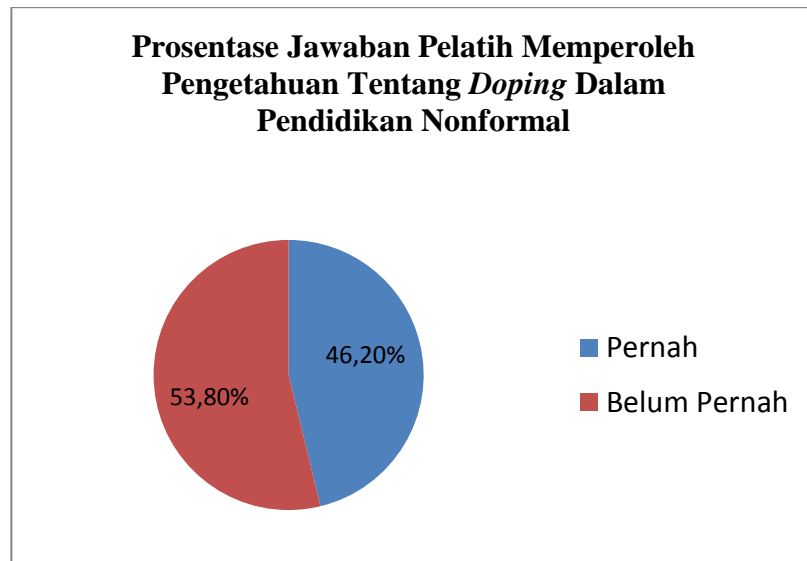 Prosentase Jawaban Pelatih Memperoleh
Pengetahuan Tentang Doping Dalam
Pendidikan Nonformal
46,20%
53,80%
Pernah
Belum Pernah